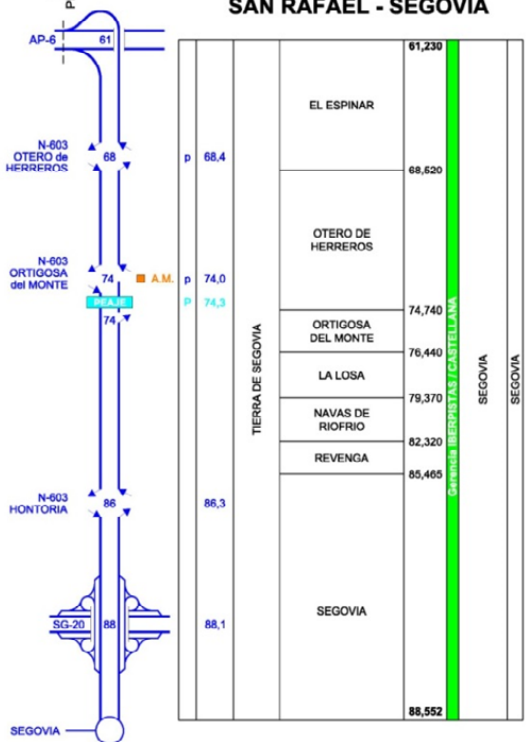 SAN RAFAEL - SEGOVIA
P
AP-6
61
61,230
EL ESPINAR
N-603
OTERO de
HERREROS
68
p
68,4
68,620
OTERO DE
HERREROS
N-603
ORTIGOSA
del MONTE
74
A.M.
p
74,0
PEAJE
P
74,3
74
74,740
ORTIGOSA
DEL MONTE
76,440
LA LOSA
79,370
NAVAS DE
RIOFRIO
82,320
REVENGA
85,465
TIERRA DE SEGOVIA
Gerencia IBERPISTAS / CASTELLANA
SEGOVIA
SEGOVIA
N-603
HONTORIA
86
86,3
SEGOVIA
SG-20
88
88,1
88,552
SEGOVIA